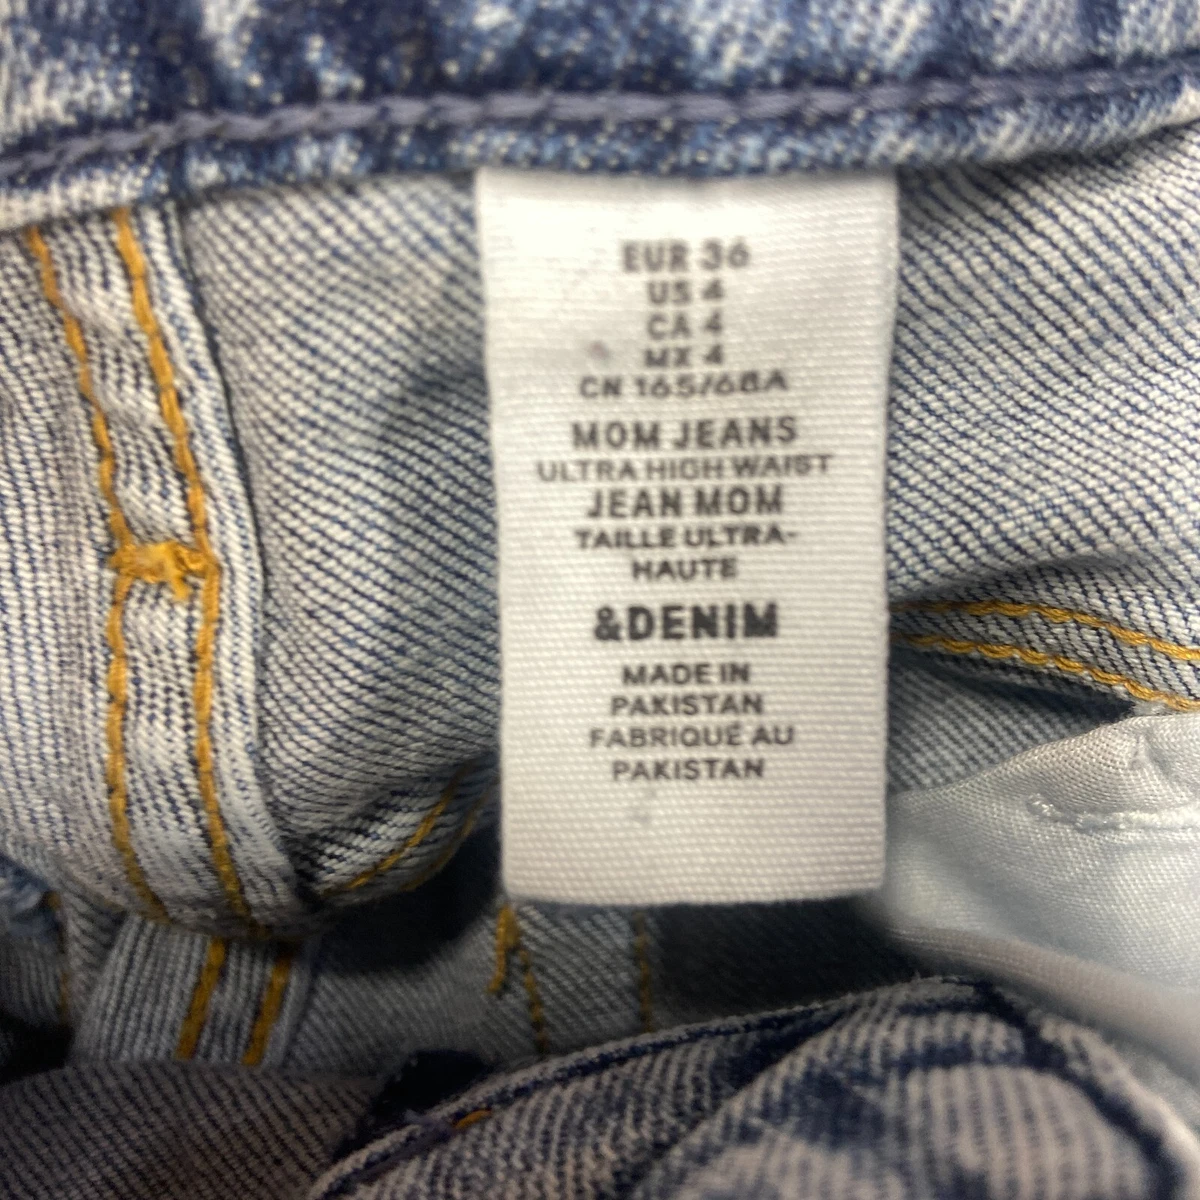 EUR 36
US 4
CA 4
MX 4
CN 165/68A
MOM JEANS
ULTRA HIGH WAIST
JEAN MOM
TAILLE ULTRA-
HAUTE
&DENIM
MADE IN
PAKISTAN
FABRIQUÉ AU
PAKISTAN